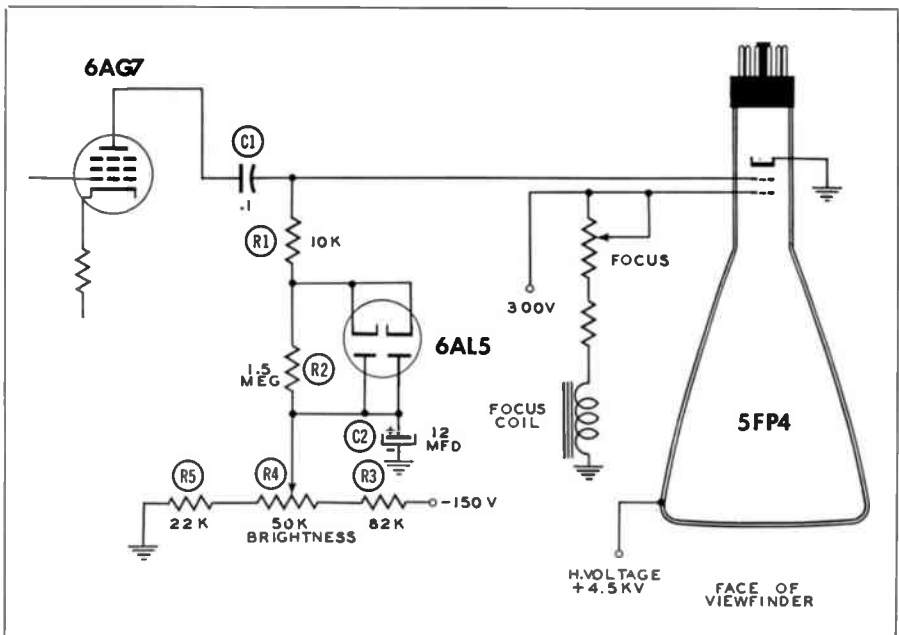 6AG7
C1
.1
R1
10K
FOCUS
300V
6AL5
1.5
MEG
R2
FOCUS
COIL
5FP4
C2
+
-
12
MFD
R5
R4
R3
-150 V
22 K
50K
82K
BRIGHTNESS
H.VOLTAGE
+4.5KV
FACE OF
VIEWFINDER